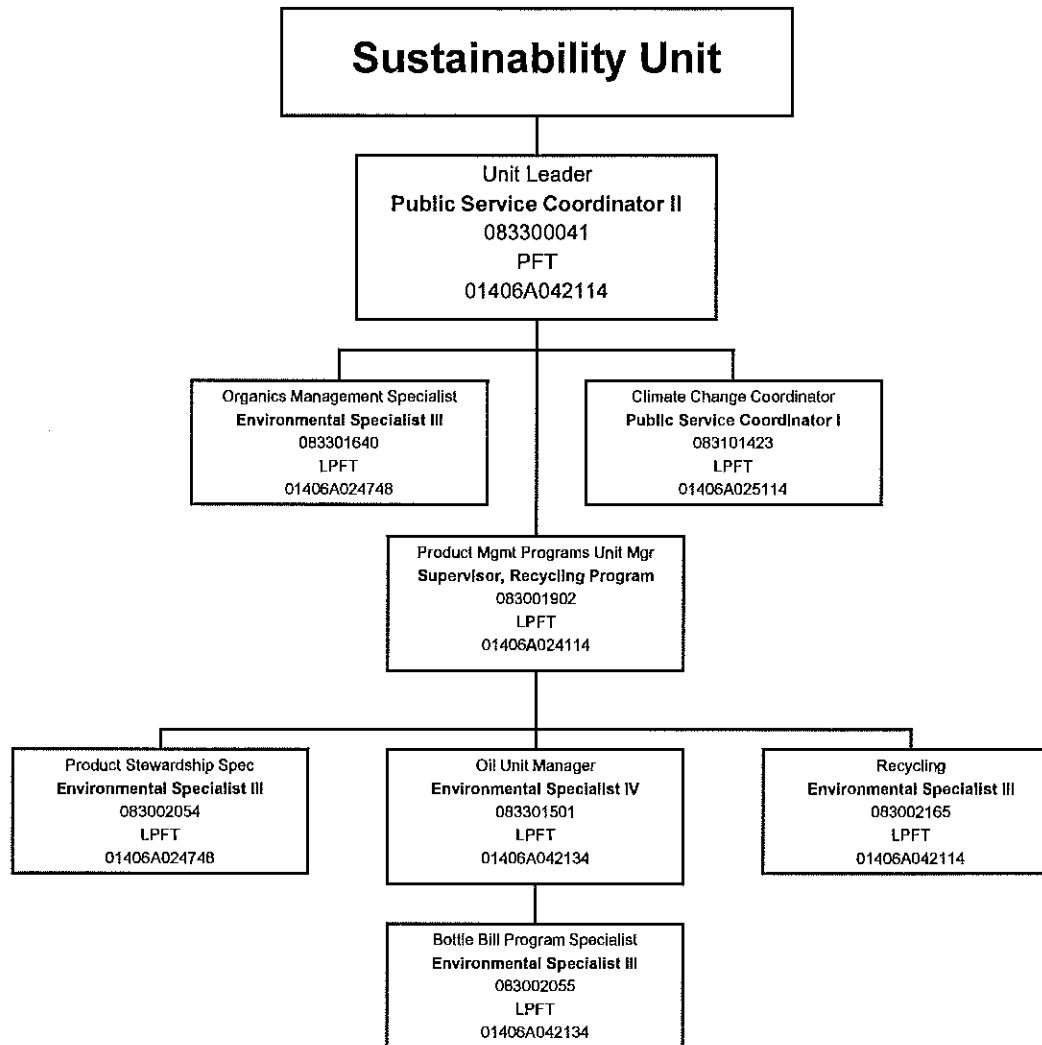 Sustainability Unit
Unit Leader
Public Service Coordinator II
083300041
PFT
01406A042114
Organics Management Specialist
Environmental Specialist III
083301640
LPFT
01406A024748
Climate Change Coordinator
Public Service Coordinator I
083101423
LPFT
01406A025114
Product Mgmt Programs Unit Mgr
Supervisor, Recycling Program
083001902
LPFT
01406A024114
Product Stewardship Spec
Environmental Specialist III
083002054
LPFT
01406A024748
Oil Unit Manager
Environmental Specialist IV
083301501
LPFT
01406A042134
Recycling
Environmental Specialist III
083002165
LPFT
01406A042114
Bottle Bill Program Specialist
Environmental Specialist III
083002055
LPFT
01406A042134